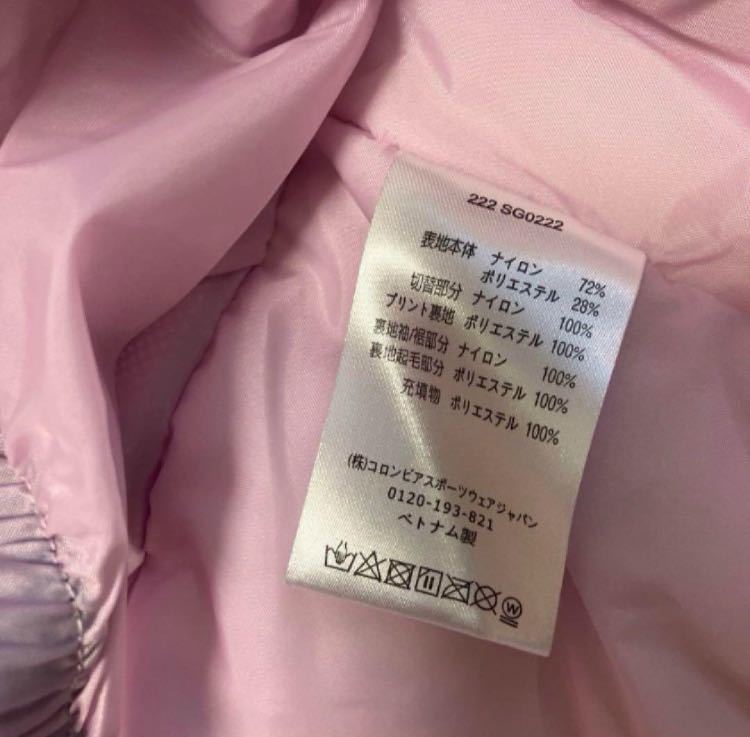 222 SG0222
表地本体 ナイロン 72%
ポリエステル 28%
切替部分 ナイロン 100%
プリント裏地 ポリエステル 100%
裏地袖/裾部分 ナイロン 100%
裏地起毛部分 ポリエステル 100%
充填物 ポリエステル 100%
(株)コロンビアスポーツウェアジャパン
0120-193-821
ベトナム製
W